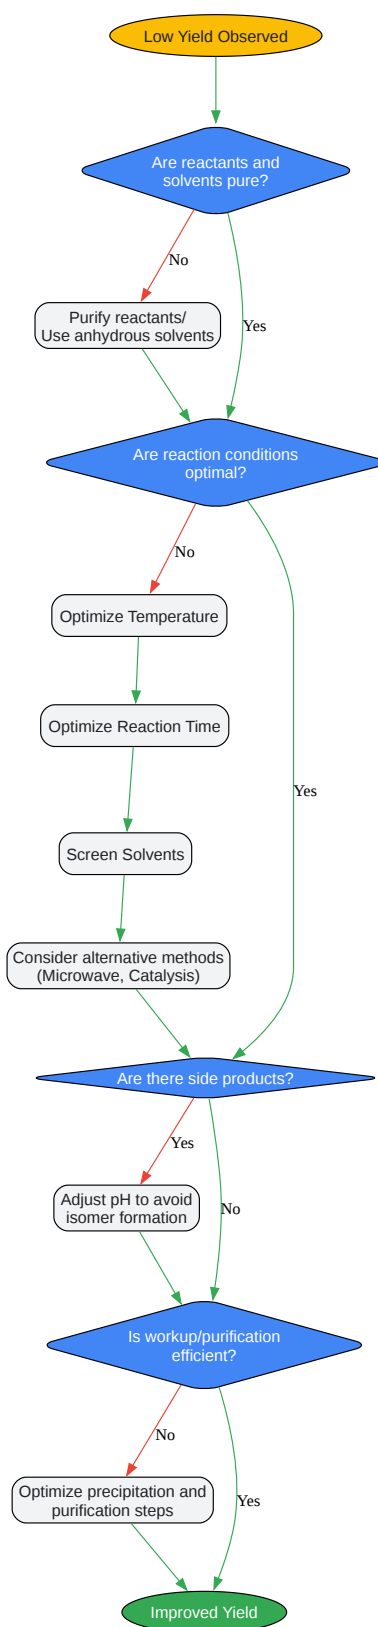 Low Yield Observed
Are reactants and
solvents pure?
No
Yes
Purify reactants/
Use anhydrous solvents
Are reaction conditions
optimal?
No
Optimize Temperature
Optimize Reaction Time
Yes
Screen Solvents
Consider alternative methods
(Microwave, Catalysis)
Are there side products?
Yes
Adjust pH to avoid
isomer formation
No
Is workup/purification
efficient?
No
Optimize precipitation and
purification steps
Yes
Improved Yield